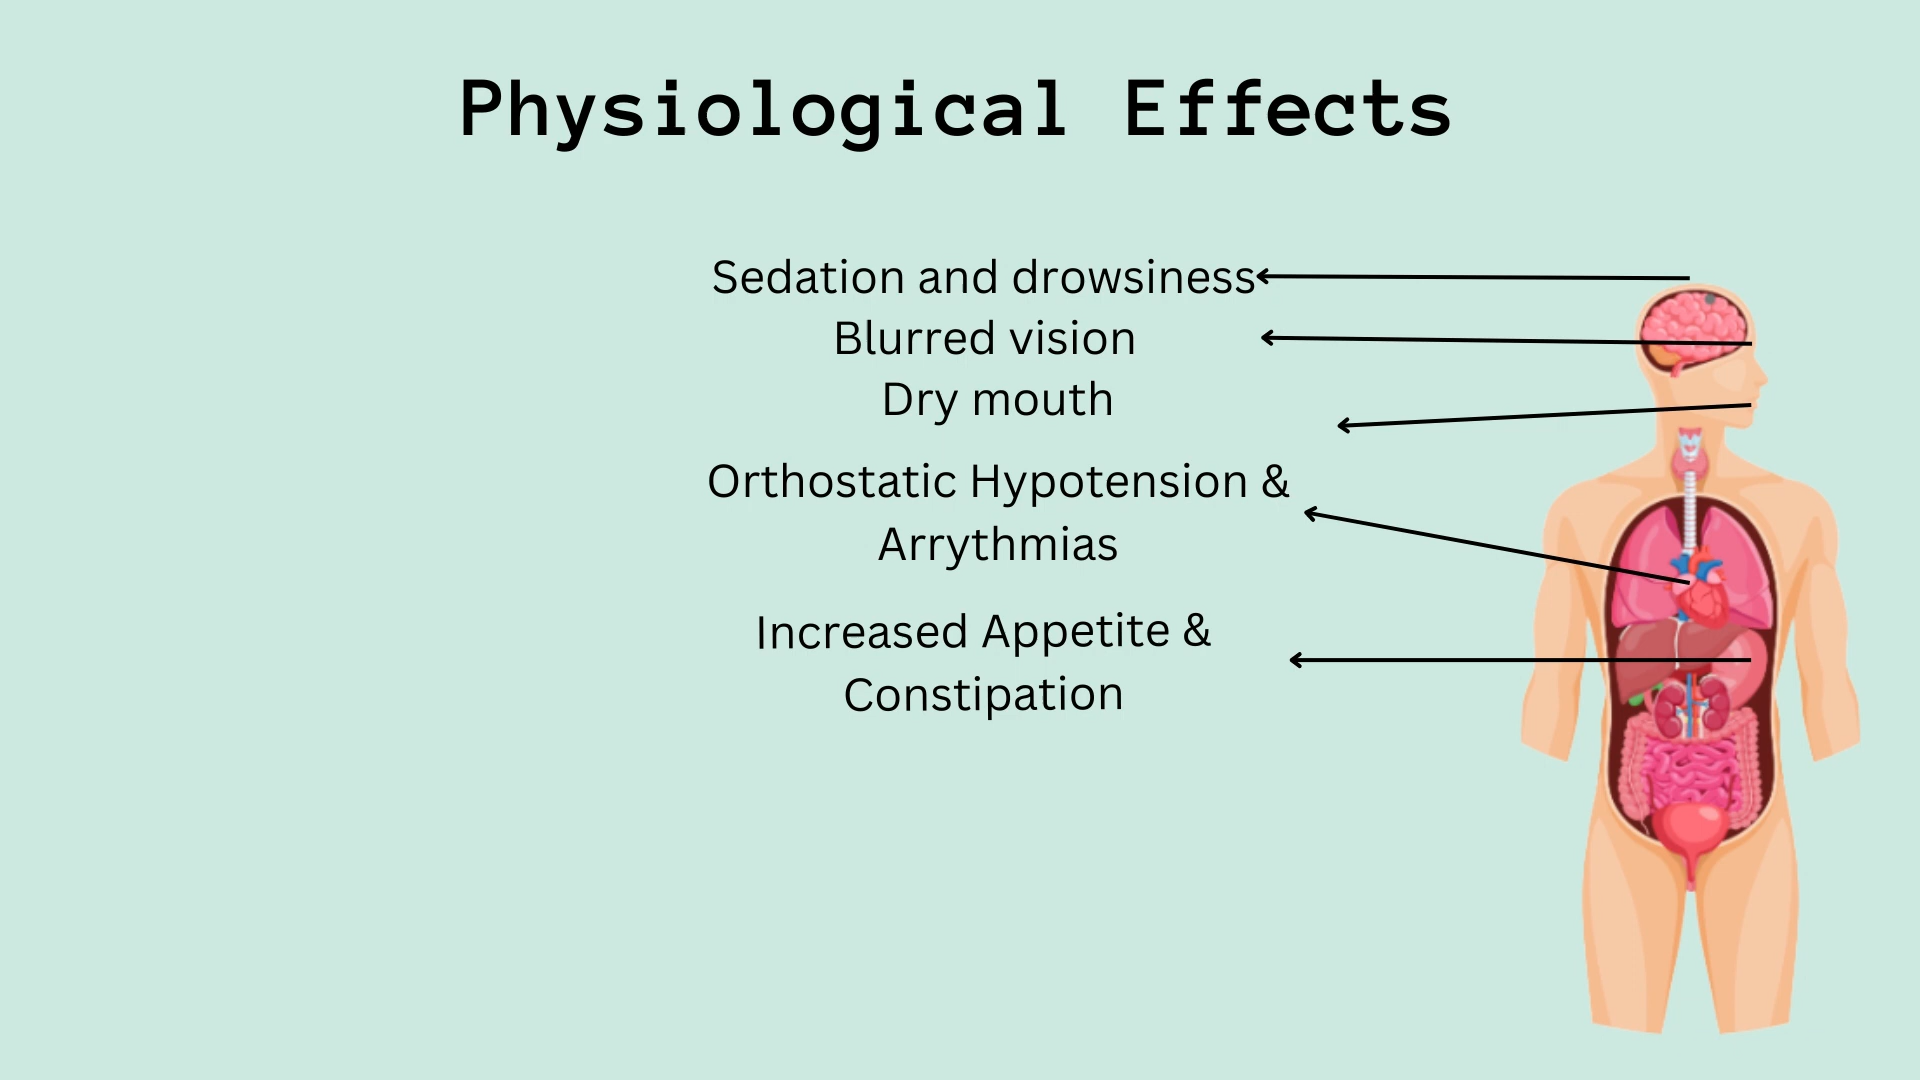 Physiological Effects
Sedation and drowsiness
Blurred vision
Dry mouth
Orthostatic Hypotension &
Arrythmias
Increased Appetite &
Constipation